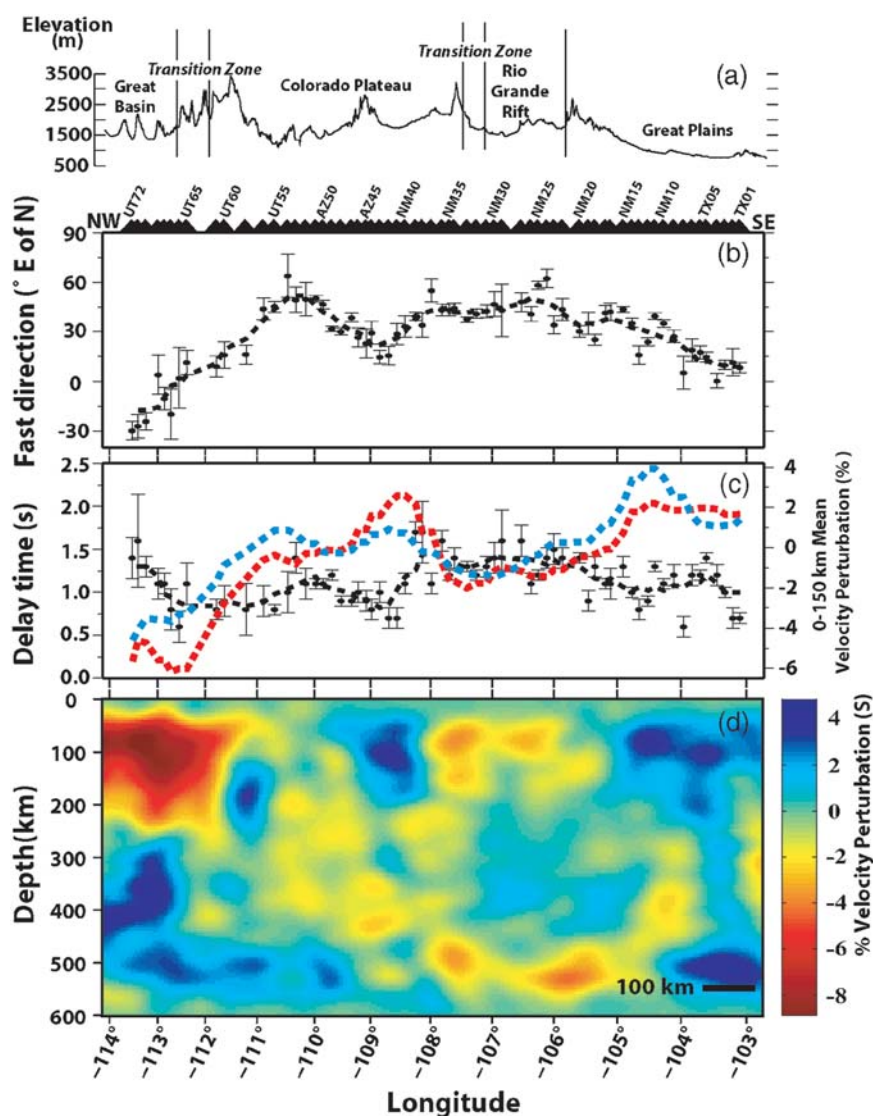 Elevation
(m)
3500
2500
1500
500
Great
Basin
Transition Zone
Colorado Plateau
Transition Zone
Rio
Grande
Rift
Great Plains
(a)
NW
UT72
UT65
UT60
UT55
AZ50
AZ45
NM40
NM35
NM30
NM25
NM20
NM15
NM10
TX05
TX01
SE
Fast direction (° E of N)
90
60
30
0
-30
(b)
Delay time (s)
2.5
2.0
1.5
1.0
0.5
0.0
(c)
4
2
0
-2
-4
-6
0-150 km Mean
Velocity Perturbation (%)
Depth(km)
0
100
200
300
400
500
600
(d)
100 km
4
2
0
-2
-4
-6
-8
% Velocity Perturbation (S)
-114°
-113°
-112°
-111°
-110°
-109°
-108°
-107°
-106°
-105°
-104°
-103°
Longitude